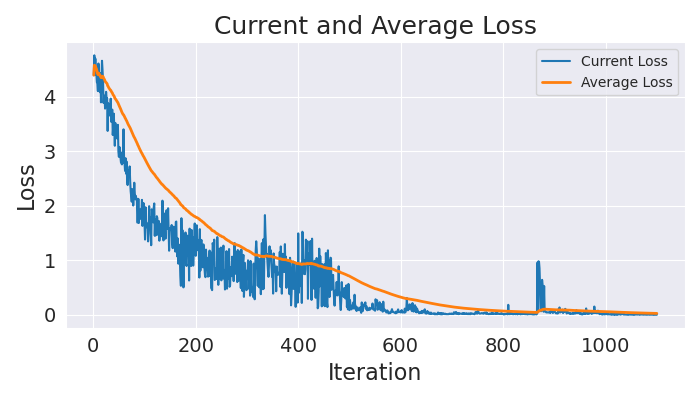 Current and Average Loss
Current Loss
Average Loss
Loss
4
3
2
1
0
0 200 400 600 800 1000
Iteration